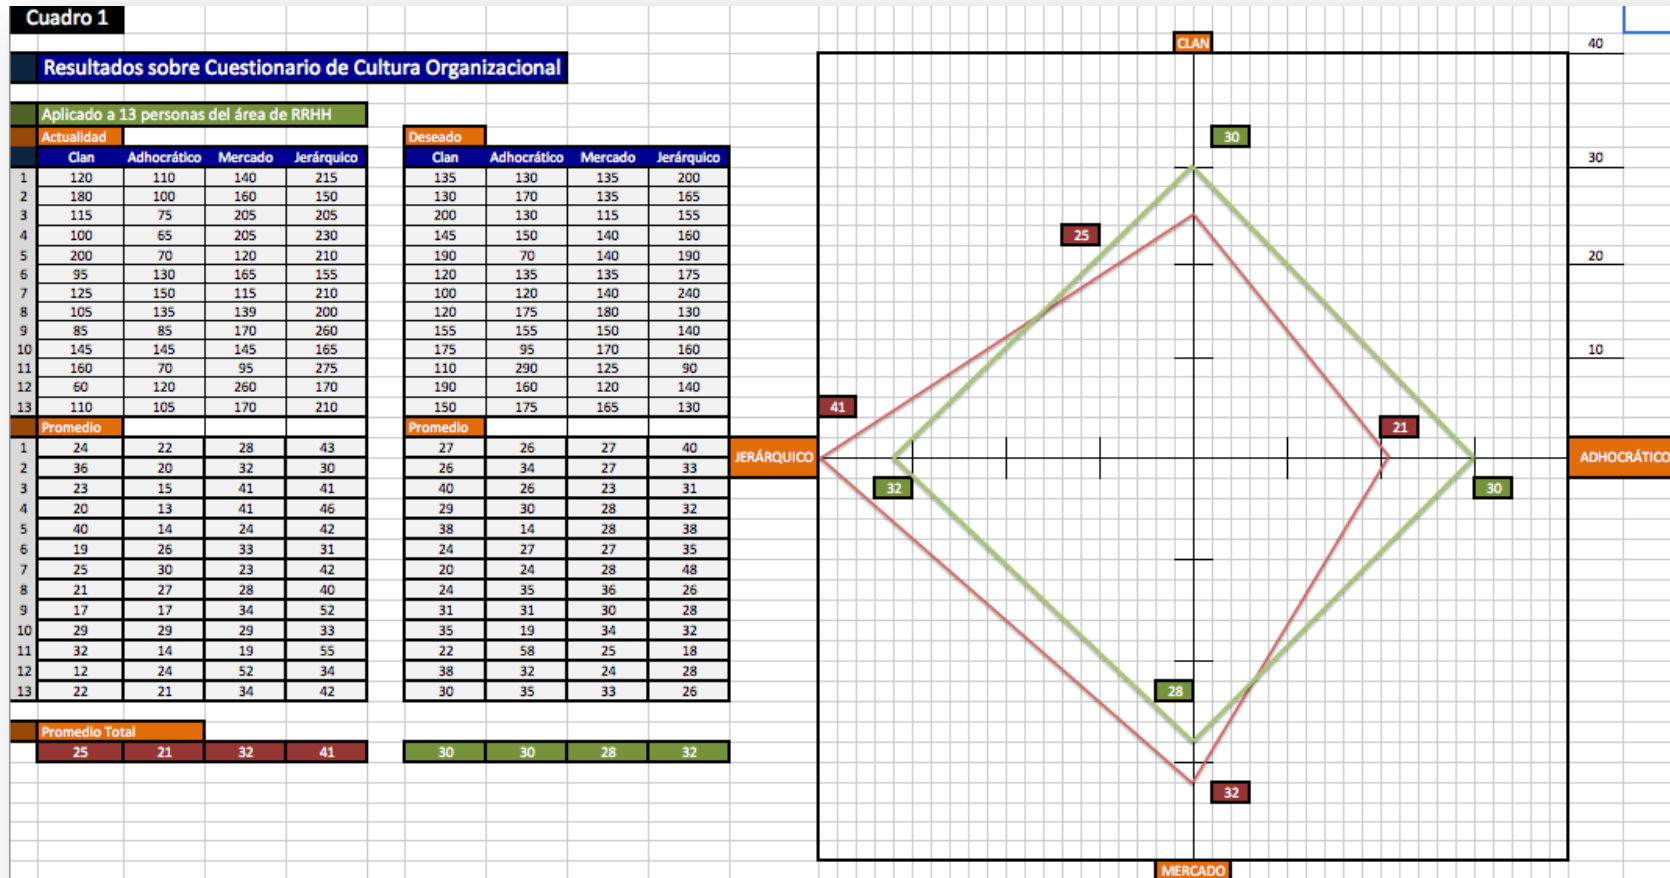 Cuadro 1
Resultados sobre Cuestionario de Cultura Organizacional
Aplicado a 13 personas del área de RRHH
Actualidad Deseado
Clan Adhocrático Mercado Jerárquico Clan Adhocrático Mercado Jerárquico
1 120 110 140 215 135 130 135 200
2 180 100 160 150 130 170 135 165
3 115 75 205 205 200 130 115 155
4 100 65 205 230 145 150 140 160
5 200 70 120 210 190 70 140 190
6 95 130 165 155 120 135 135 175
7 125 150 115 210 100 120 140 240
8 105 135 139 200 120 175 180 130
9 85 85 170 260 155 155 150 140
10 145 145 145 165 175 95 170 160
11 160 70 95 275 110 290 125 90
12 60 120 260 170 190 160 120 140
13 110 105 170 210 150 175 165 130
Promedio Promedio
1 24 22 28 43 27 26 27 40
2 36 20 32 30 26 34 27 33
3 23 15 41 41 40 26 23 31
4 20 13 41 46 29 30 28 32
5 40 14 24 42 38 14 28 38
6 19 26 33 31 24 27 27 35
7 25 30 23 42 20 24 28 48
8 21 27 28 40 24 35 36 26
9 17 17 34 52 31 31 30 28
10 29 29 29 33 35 19 34 32
11 32 14 19 55 22 58 25 18
12 12 24 52 34 38 32 24 28
13 22 21 34 42 30 35 33 26
Promedio Total
25 21 32 41 30 30 28 32
CLAN
40
30
30
25
20
10
41
21
JERÁRQUICO
ADHOCRÁTICO
32
30
28
32
MERCADO